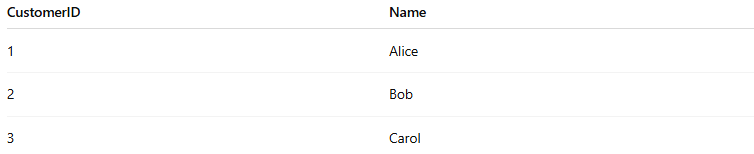 CustomerID Name
1 Alice
2 Bob
3 Carol